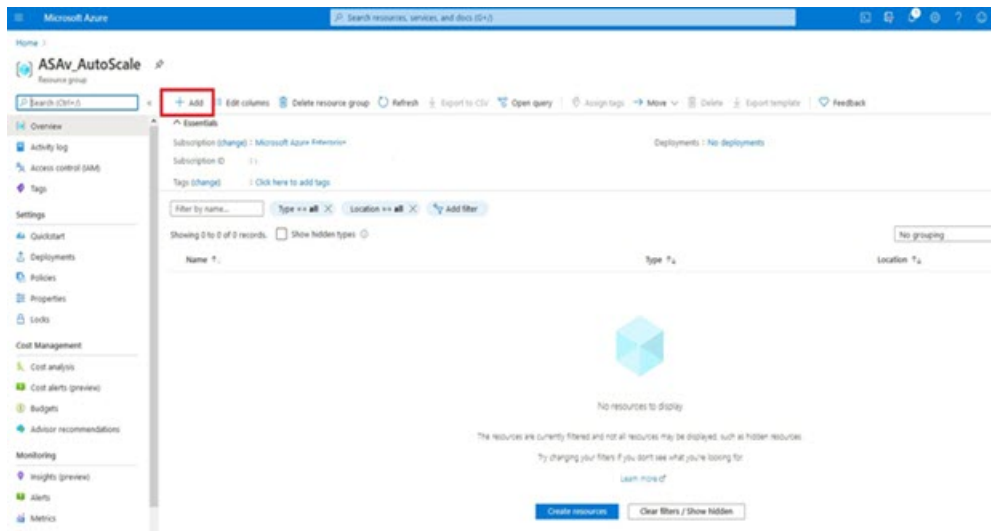 Microsoft Azure
Search resources, services, and docs (G+/)
Home >
ASAv_AutoScale
Resource group
Search (Ctrl+/)
Add Edit columns Delete resource group Refresh Export to CSV Open query Assign tags Move Delete Export template Feedback
Overview
Activity log
Access control (IAM)
Tags
Settings
Quickstart
Deployments
Policies
Properties
Locks
Cost Management
Cost analysis
Cost alerts (preview)
Budgets
Advisor recommendations
Monitoring
Insights (preview)
Alerts
Metrics
Essentials
Subscription (change) : Microsoft Azure Enterprise
Deployments : No deployments
Subscription ID :
Tags (change) : Click here to add tags
Filter by name... Type == all Location == all Add filter
Showing 0 to 0 of 0 records. Show hidden types
No grouping
Name Type Location
No resources to display
The resources are currently filtered and not all resources may be displayed, such as hidden resources
Try changing your filters if you don't see what you're looking for
Learn more
Create resources Clear filters / Show hidden